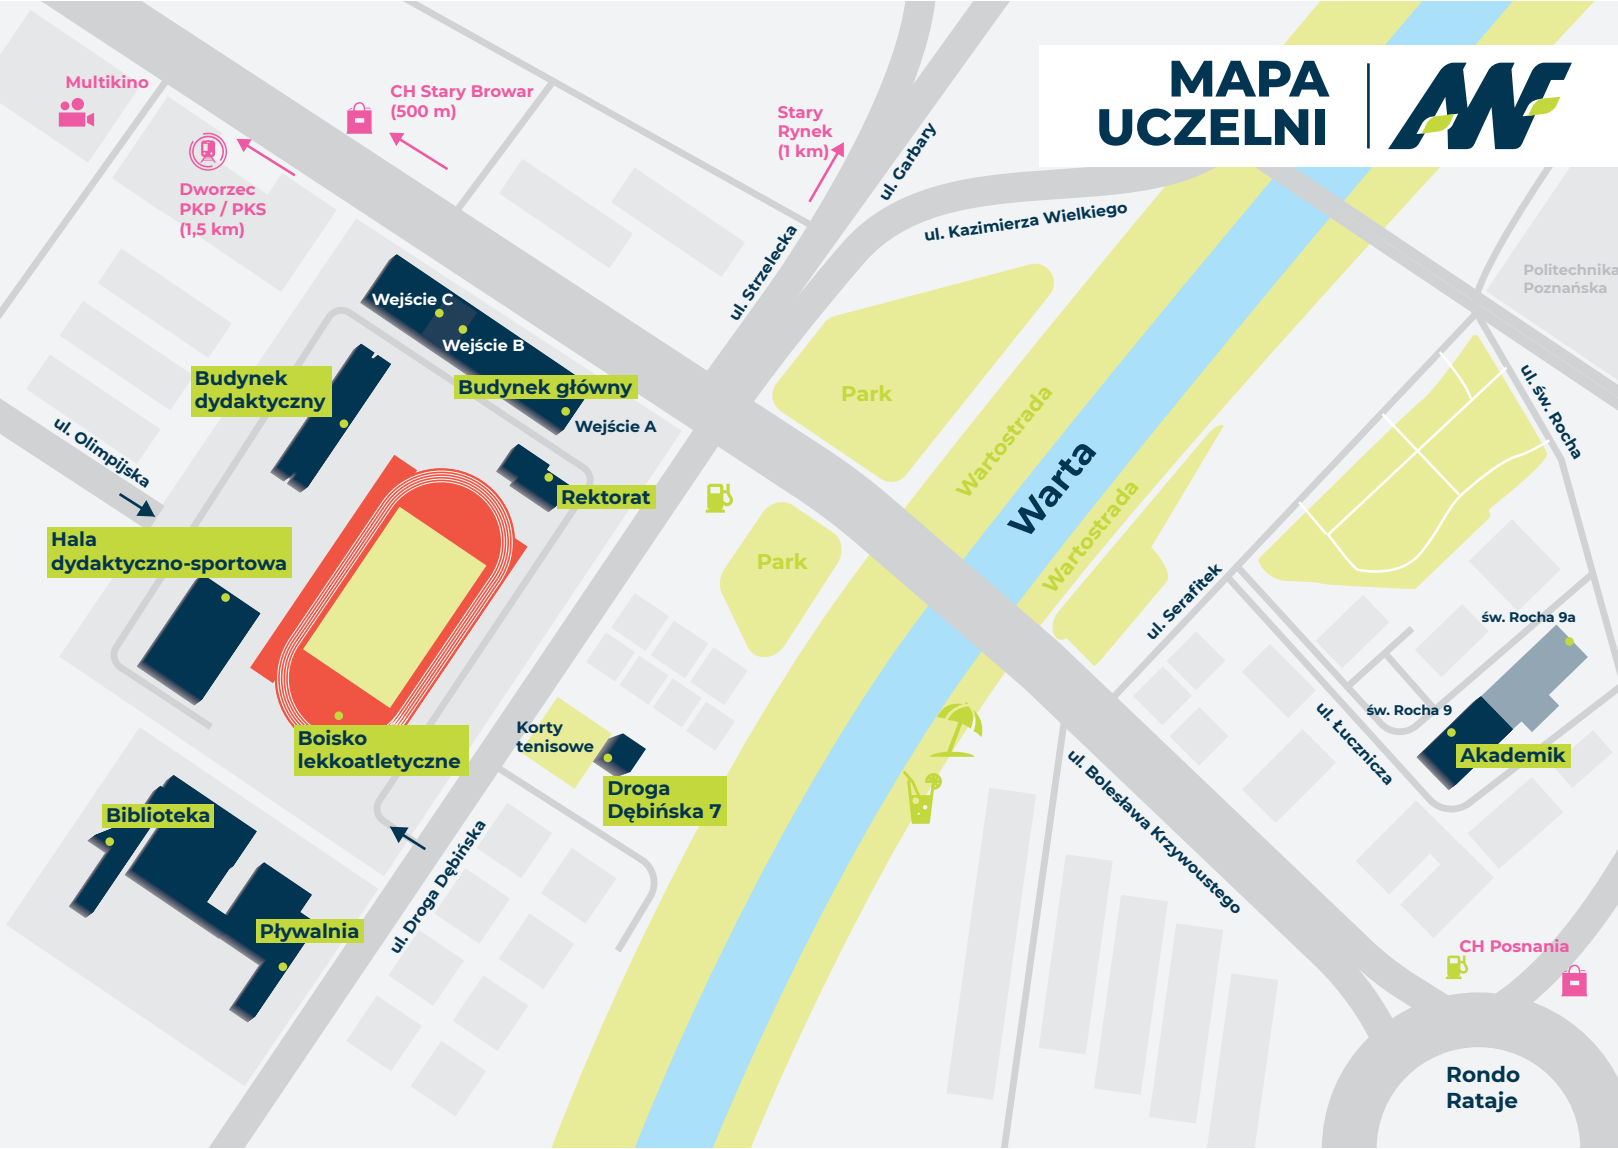 MAPA
UCZELNI
AWF
Multikino
CH Stary Browar
(500 m)
Stary
Rynek
(1 km)
Dworzec
PKP / PKS
(1,5 km)
ul. Garbary
ul. Kazimierza Wielkiego
ul. Strzelecka
Politechnika
Poznańska
Wejście C
Wejście B
Budynek
dydaktyczny
Budynek główny
Wejście A
Park
Wartostrada
Warta
Wartostrada
ul. św. Rocha
ul. Olimpijska
Rektorat
Hala
dydaktyczno-sportowa
Park
ul. Serafitek
św. Rocha 9a
św. Rocha 9
ul. Łucznicza
Akademik
Korty
tenisowe
Boisko
lekkoatletyczne
Droga
Dębińska 7
Biblioteka
ul. Droga Dębińska
ul. Bolesława Krzywoustego
Pływalnia
CH Posnania
Rondo
Rataje